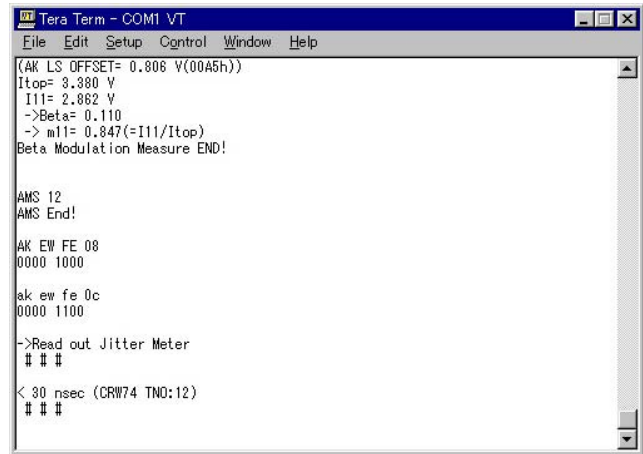 Tera Term - COM1 VT
File Edit Setup Control Window Help
(AK LS OFFSET= 0.806 V(00A5h))
Itop= 3.380 V
I11= 2.862 V
->Beta= 0.110
-> m11= 0.847(=I11/Itop)
Beta Modulation Measure END!
AMS 12
AMS End!
AK EW FE 08
0000 1000
ak ew fe 0c
0000 1100
->Read out Jitter Meter
# # #
< 30 nsec (CRW74 TNO:12)
# # #